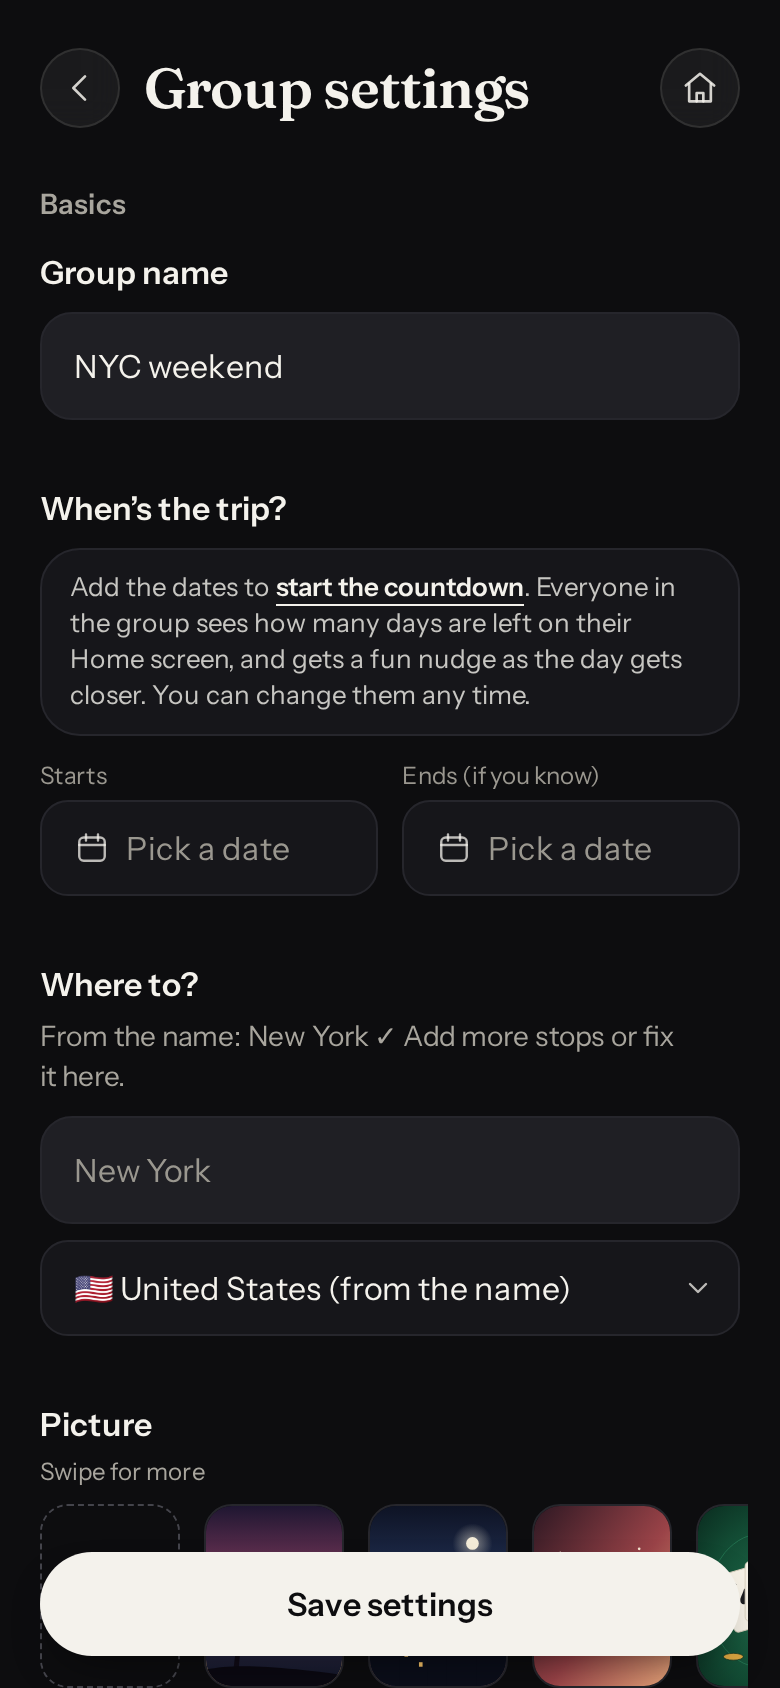 Group settings
Basics
Group name
NYC weekend
When’s the trip?
Add the dates to start the countdown. Everyone in
the group sees how many days are left on their
Home screen, and gets a fun nudge as the day gets
closer. You can change them any time.
Starts
Ends (if you know)
Pick a date
Pick a date
Where to?
From the name: New York ✓ Add more stops or fix
it here.
New York
🇺🇸 United States (from the name)
Picture
Swipe for more
Save settings